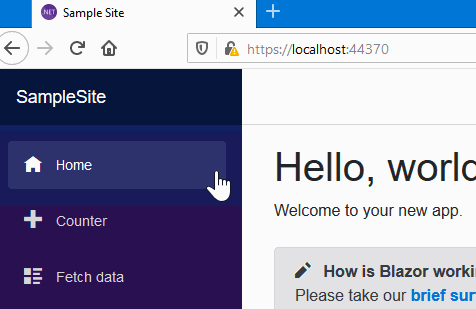 .NET Sample Site
https://localhost:44370
SampleSite
Home
Counter
Fetch data
Hello, world
Welcome to your new app.
How is Blazor worki
Please take our brief sur